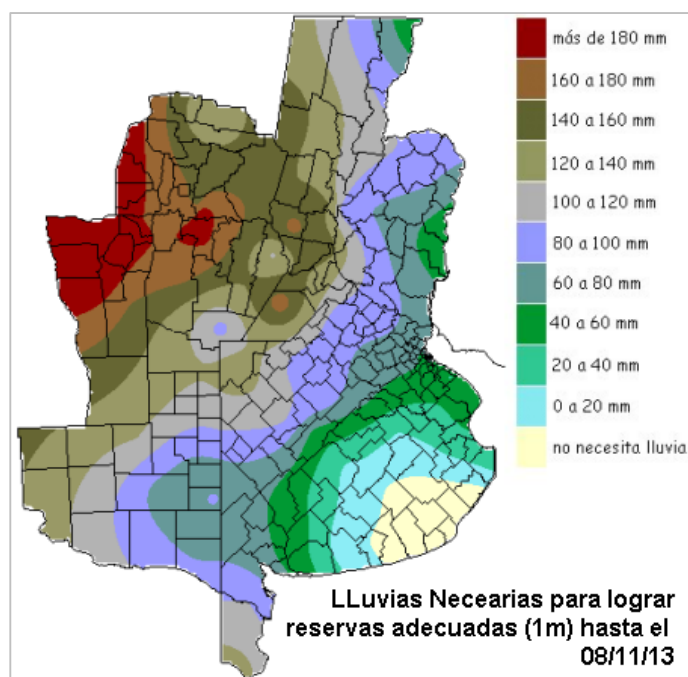 más de 180 mm
160 a 180 mm
140 a 160 mm
120 a 140 mm
100 a 120 mm
80 a 100 mm
60 a 80 mm
40 a 60 mm
20 a 40 mm
0 a 20 mm
no necesita lluvia
LLuvias Necearias para lograr
reservas adecuadas (1m) hasta el
08/11/13